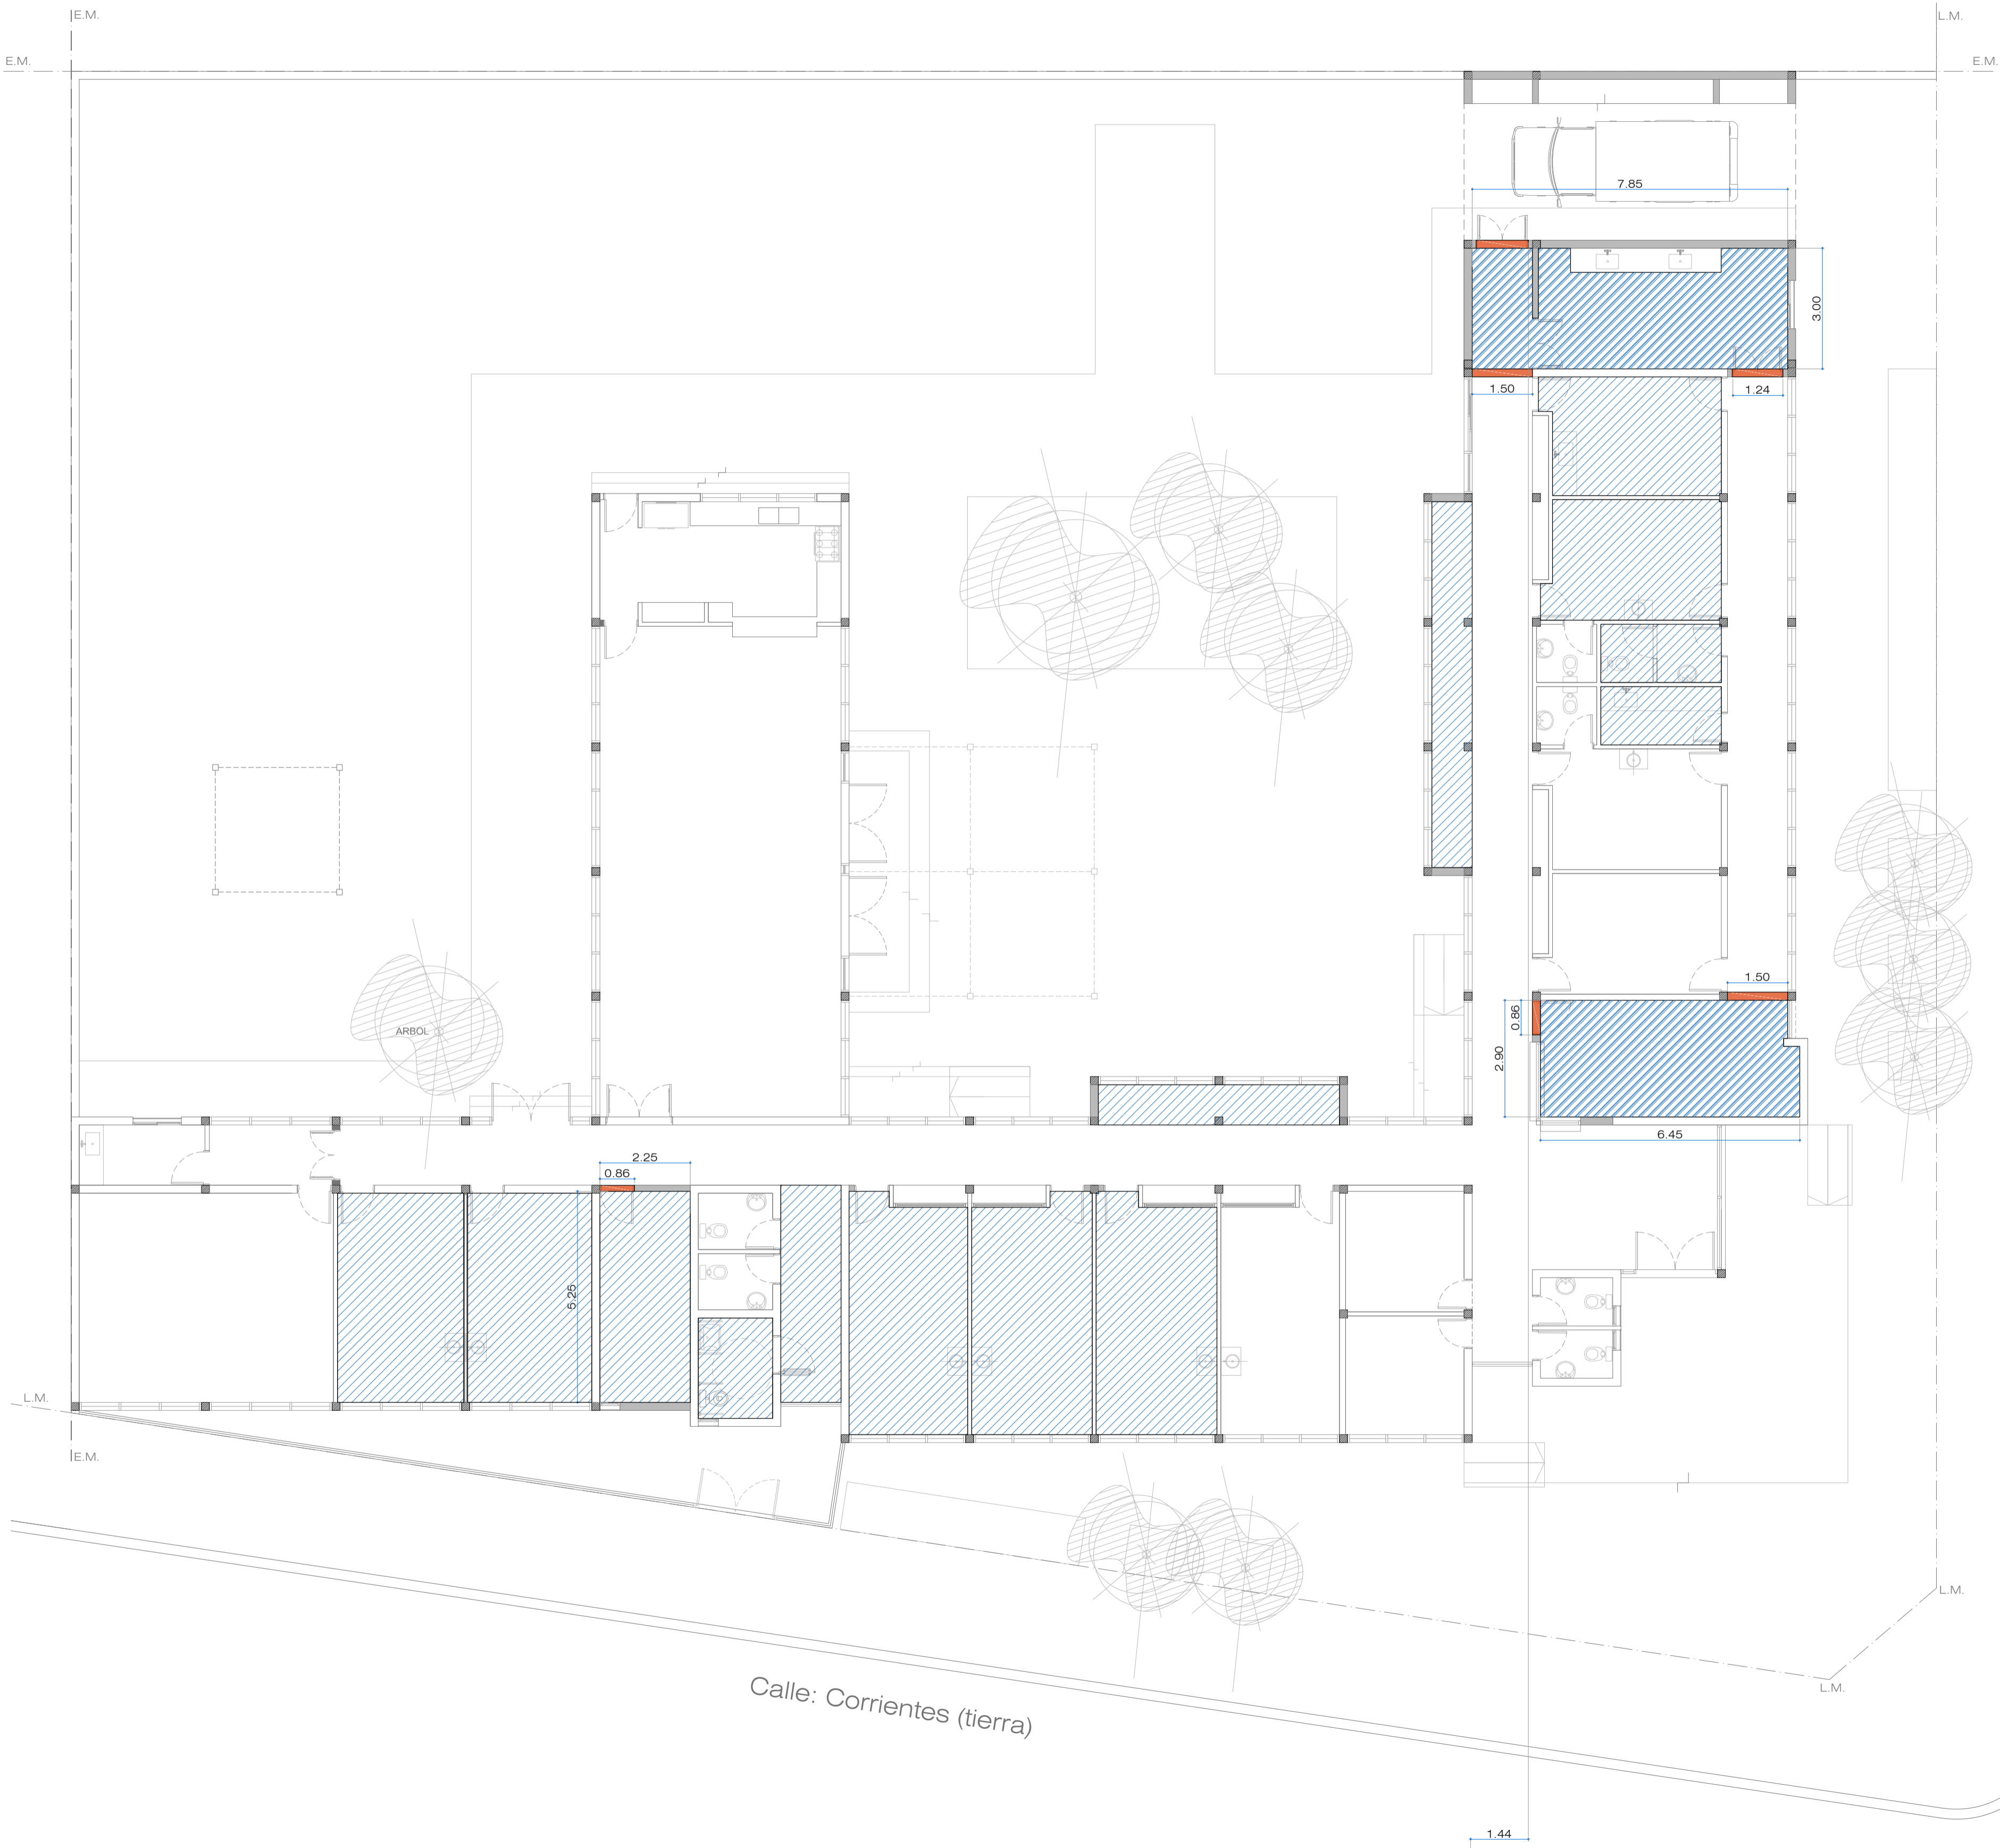 E.M.
L.M.
E.M.
E.M.
7.85
3.00
1.50
1.24
1.50
0.86
2.90
ARBOL
6.45
2.25
0.86
5.25
L.M.
E.M.
L.M.
L.M.
Calle: Corrientes (tierra)
1.44